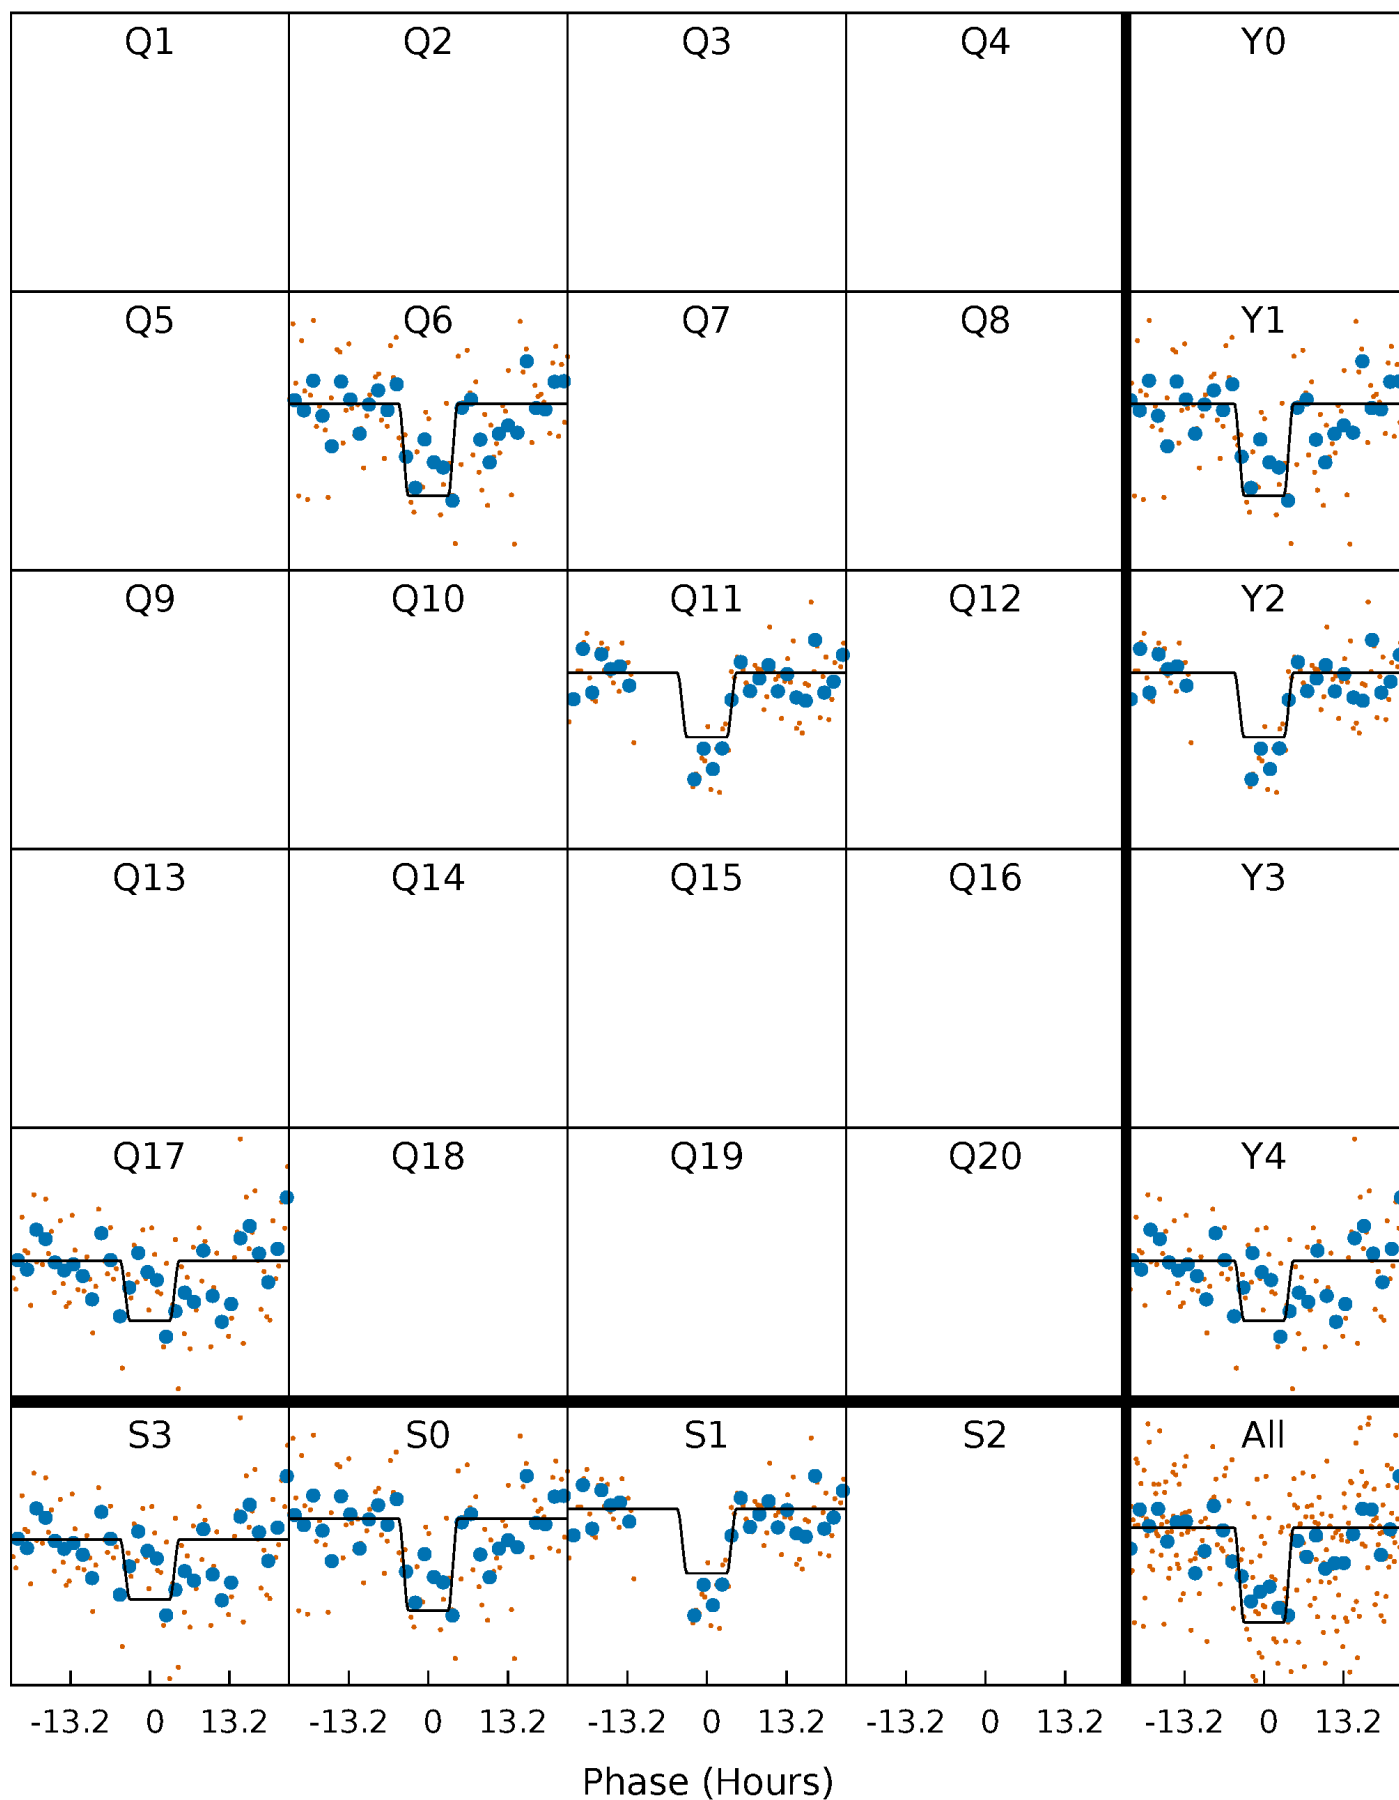 Q1 Q2 Q3 Q4 Y0
Q5 Q6 Q7 Q8 Y1
Q9 Q10 Q11 Q12 Y2
Q13 Q14 Q15 Q16 Y3
Q17 Q18 Q19 Q20 Y4
S3 S0 S1 S2 All
-13.2 0 13.2 -13.2 0 13.2 -13.2 0 13.2 -13.2 0 13.2 -13.2 0 13.2
Phase (Hours)